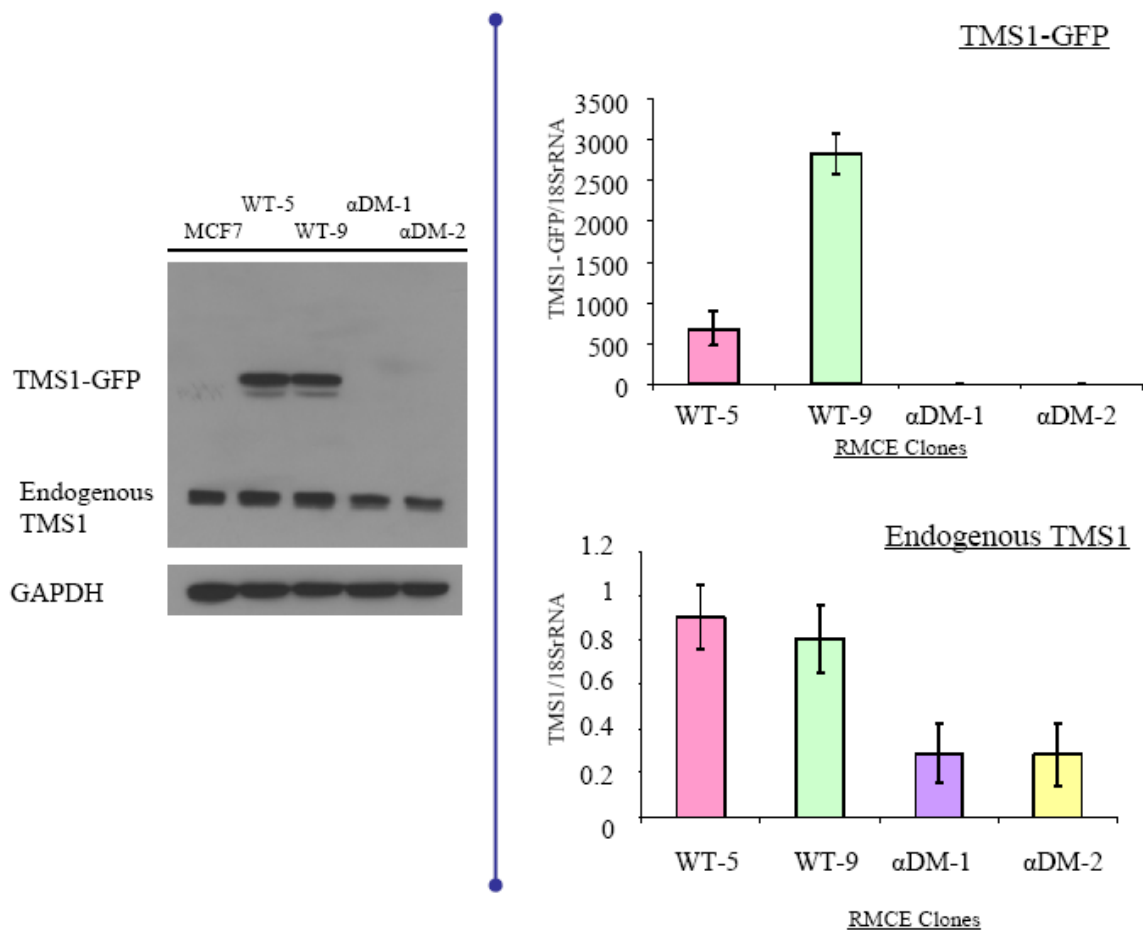 WT-5 αDM-1
MCF7 WT-9 αDM-2
TMS1-GFP
Endogenous
TMS1
GAPDH
TMS1-GFP
TMS1-GFP/18SrRNA
3500
3000
2500
2000
1500
1000
500
0
WT-5 WT-9 αDM-1 αDM-2
RMCE Clones
Endogenous TMS1
TMS1/18SrRNA
1.2
1
0.8
0.6
0.4
0.2
0
WT-5 WT-9 αDM-1 αDM-2
RMCE Clones